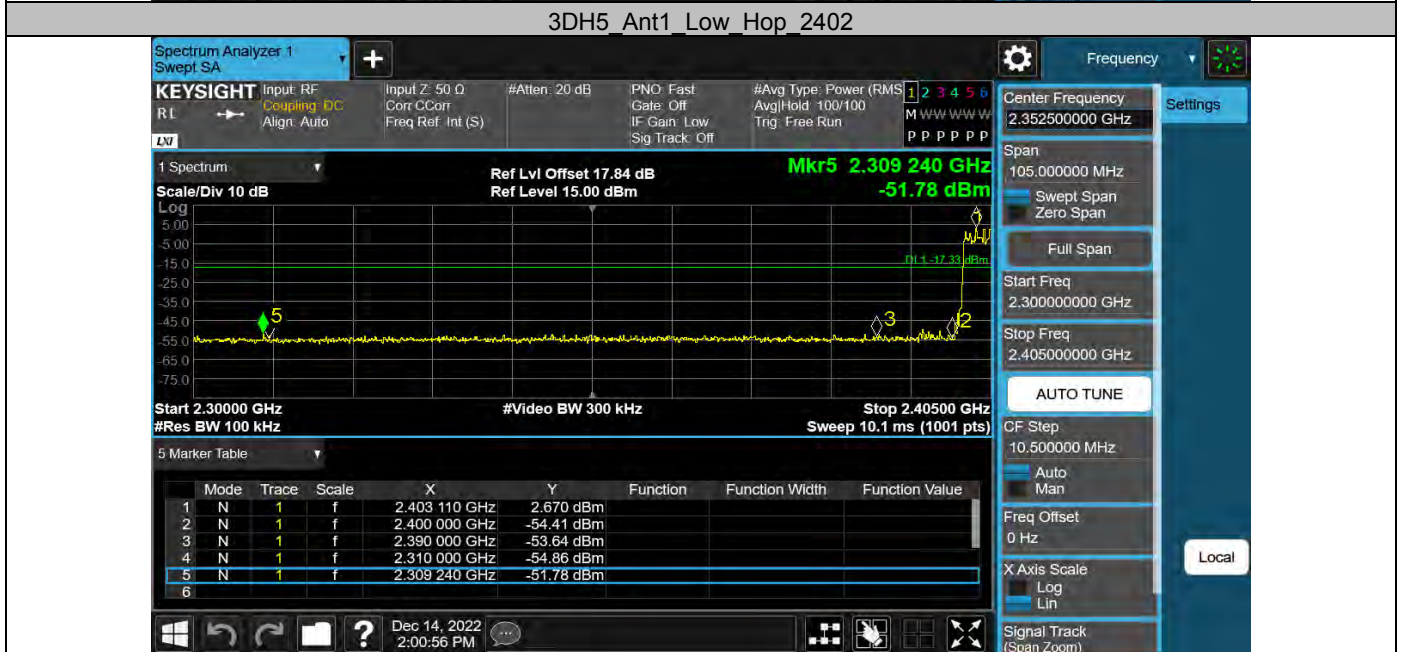 3DH5_Ant1_Low_Hop_2402
Spectrum Analyzer 1
Swept SA
+
Frequency
KEYSIGHT
RL
LXI
Input: RF
Coupling: DC
Align: Auto
Input Z: 50 Ω
Corr CCorr
Freq Ref: Int (S)
#Atten: 20 dB
PNO: Fast
Gate: Off
IF Gain: Low
Sig Track: Off
#Avg Type: Power (RMS
Avg|Hold: 100/100
Trig: Free Run
1 2 3 4 5 6
M W W W W W
P P P P P P
Settings
1 Spectrum
Scale/Div 10 dB
Log
Ref Lvl Offset 17.84 dB
Ref Level 15.00 dBm
Mkr5 2.309 240 GHz
-51.78 dBm
5.00
-5.00
-15.0
-25.0
-35.0
-45.0
-55.0
-65.0
-75.0
DL1 -17.33 dBm
1
5
3
2
Start 2.30000 GHz
#Res BW 100 kHz
#Video BW 300 kHz
Stop 2.40500 GHz
Sweep 10.1 ms (1001 pts)
5 Marker Table
Mode Trace Scale X Y Function Function Width Function Value
1 N 1 f 2.403 110 GHz 2.670 dBm
2 N 1 f 2.400 000 GHz -54.41 dBm
3 N 1 f 2.390 000 GHz -53.64 dBm
4 N 1 f 2.310 000 GHz -54.86 dBm
5 N 1 f 2.309 240 GHz -51.78 dBm
6
Center Frequency
2.352500000 GHz
Span
105.000000 MHz
Swept Span
Zero Span
Full Span
Start Freq
2.300000000 GHz
Stop Freq
2.405000000 GHz
AUTO TUNE
CF Step
10.500000 MHz
Auto
Man
Freq Offset
0 Hz
X Axis Scale
Log
Lin
Signal Track
(Span Zoom)
Local
?
Dec 14, 2022
2:00:56 PM